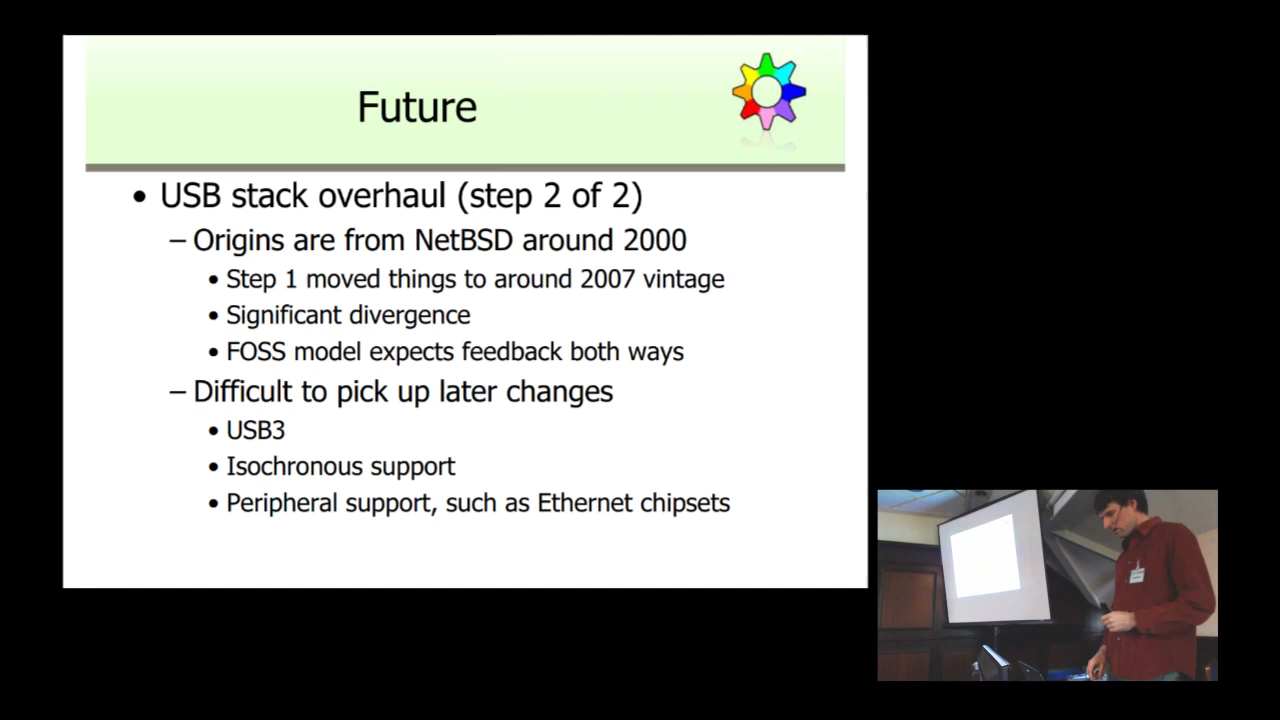 Future
• USB stack overhaul (step 2 of 2)
– Origins are from NetBSD around 2000
• Step 1 moved things to around 2007 vintage
• Significant divergence
• FOSS model expects feedback both ways
– Difficult to pick up later changes
• USB3
• Isochronous support
• Peripheral support, such as Ethernet chipsets